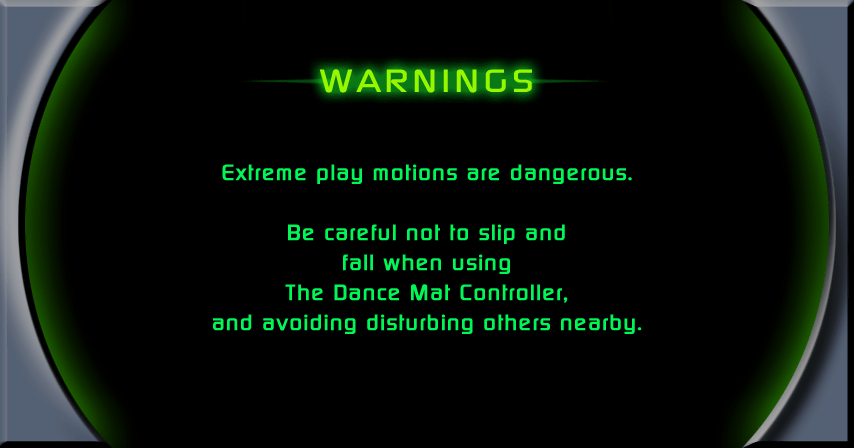 WARNINGS
Extreme play motions are dangerous.
Be careful not to slip and
fall when using
The Dance Mat Controller,
and avoiding disturbing others nearby.